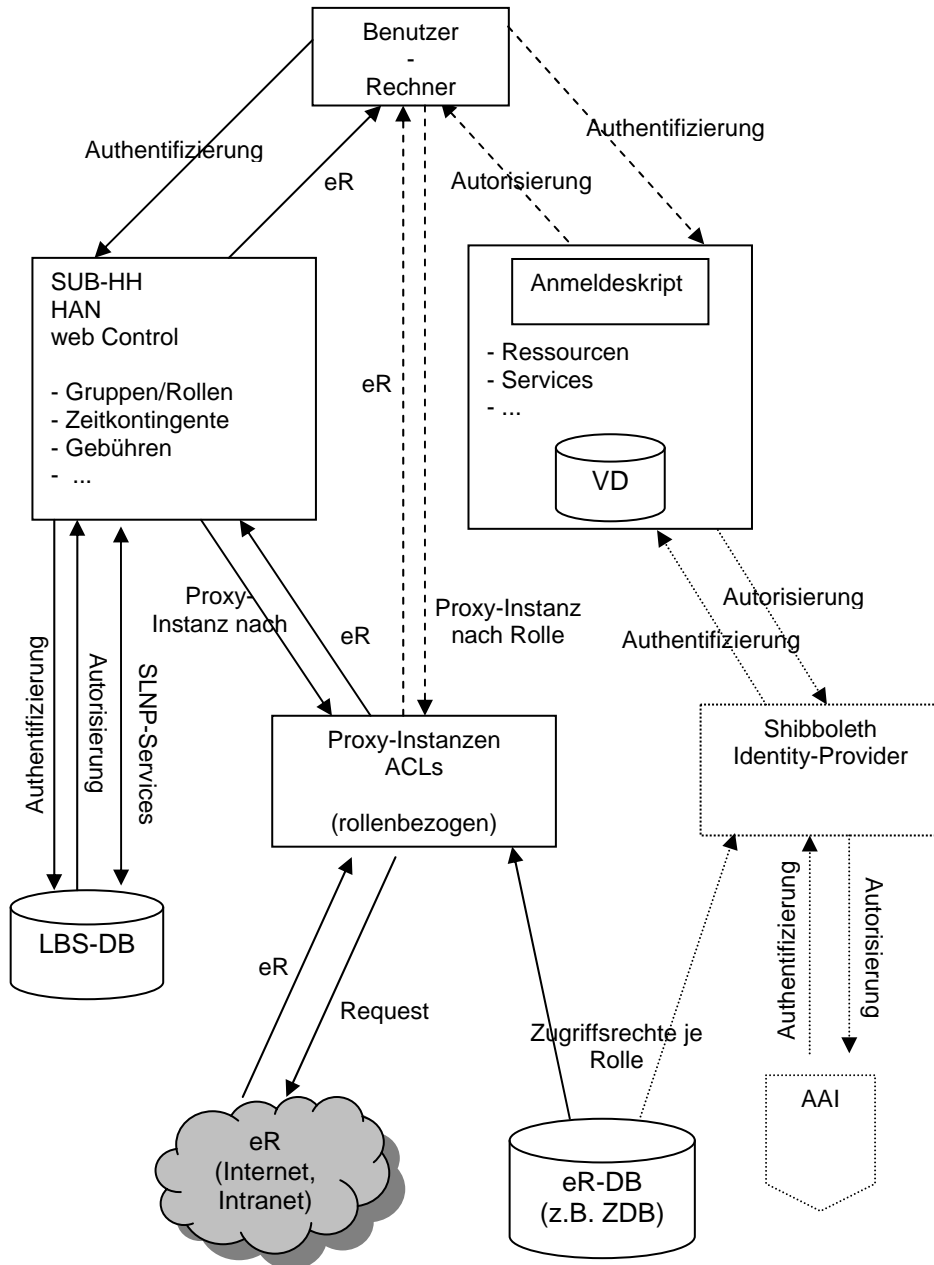 Benutzer
-
Rechner
Authentifizierung
eR
Autorisierung
Authentifizierung
SUB-HH
HAN
web Control
- Gruppen/Rollen
- Zeitkontingente
- Gebühren
- ...
eR
Anmeldeskript
- Ressourcen
- Services
- ...
VD
Authentifizierung
Autorisierung
SLNP-Services
Proxy-
Instanz nach
eR
Proxy-Instanz
nach Rolle
Autorisierung
Authentifizierung
Proxy-Instanzen
ACLs
(rollenbezogen)
Shibboleth
Identity-Provider
LBS-DB
eR
Request
Zugriffsrechte je
Rolle
Authentifizierung
Autorisierung
eR
(Internet,
Intranet)
eR-DB
(z.B. ZDB)
AAI